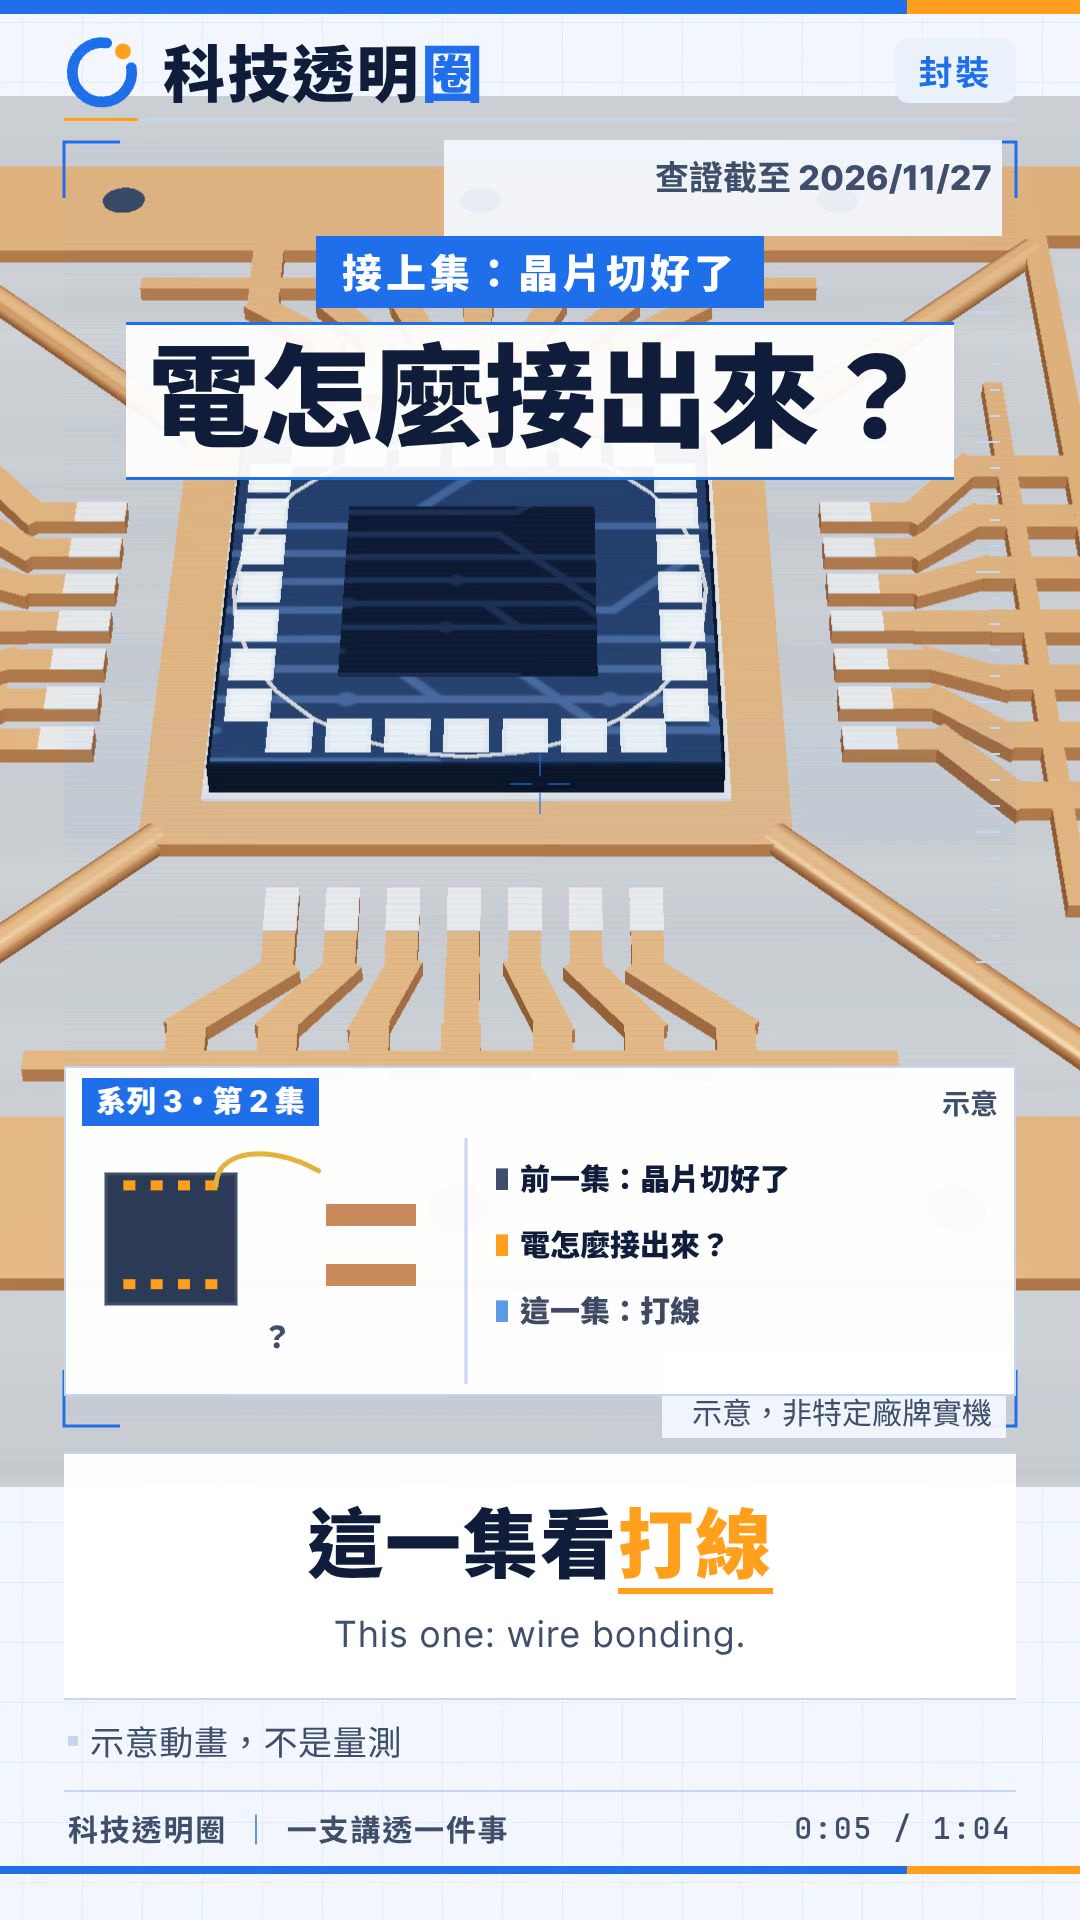 科技透明圈
封裝
查證截至 2026/11/27
接上集：晶片切好了
電怎麼接出來？
系列 3・第 2 集
示意
前一集：晶片切好了
電怎麼接出來？
這一集：打線
?
示意，非特定廠牌實機
這一集看打線
This one: wire bonding.
示意動畫，不是量測
科技透明圈｜一支講透一件事
0:05 / 1:04